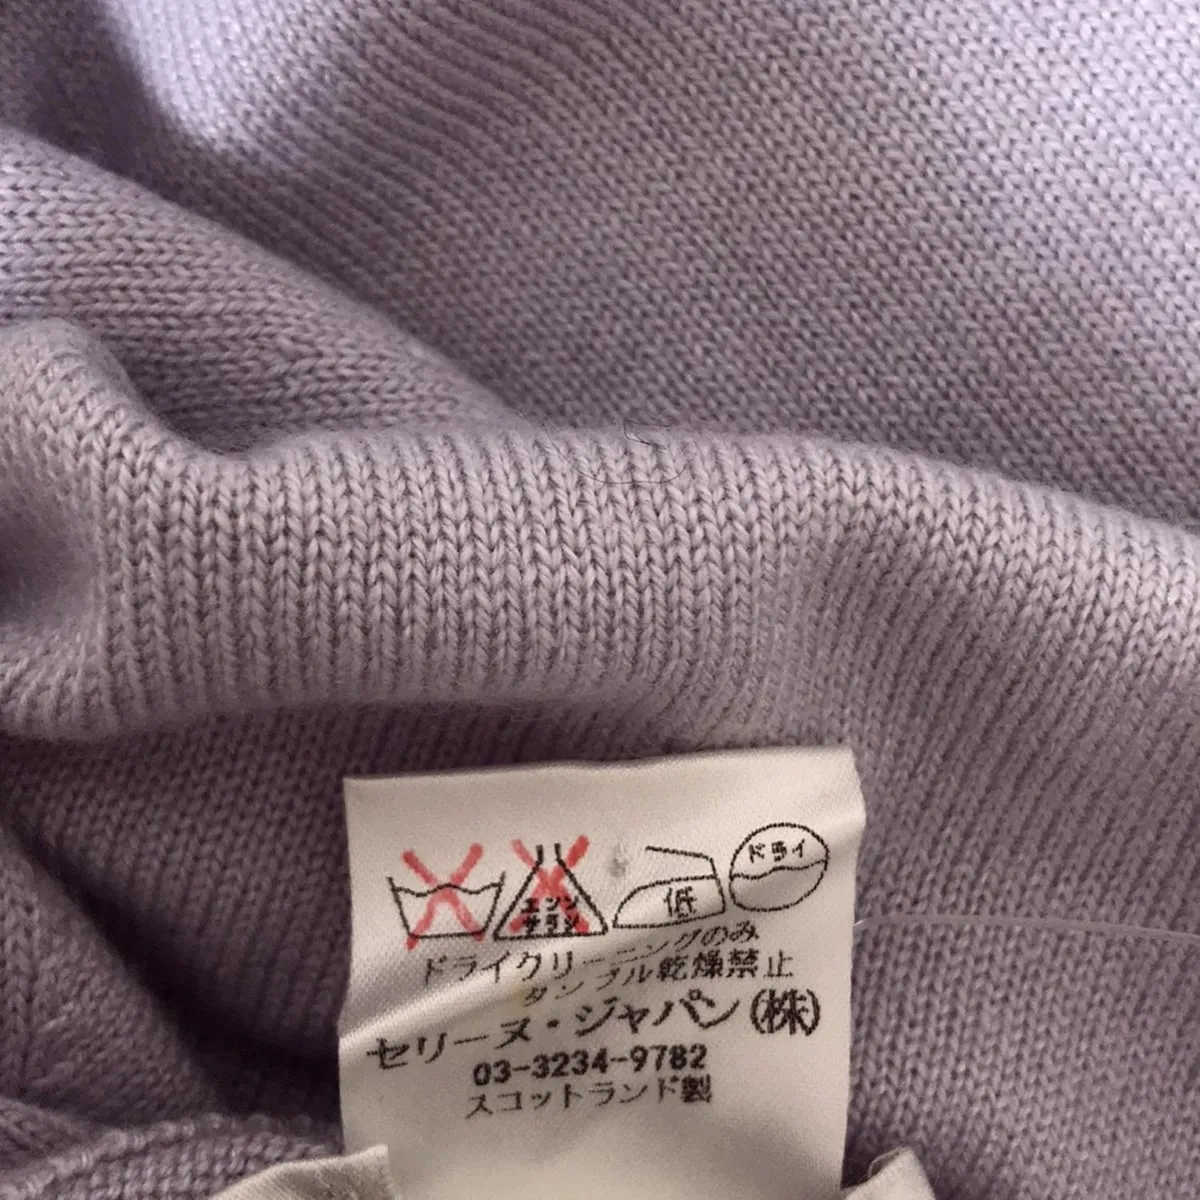 エンソ
サラシ
低
ドライ
ドライクリーニングのみ
タンブル乾燥禁止
セリーヌ・ジャパン(株)
03-3234-9782
スコットランド製